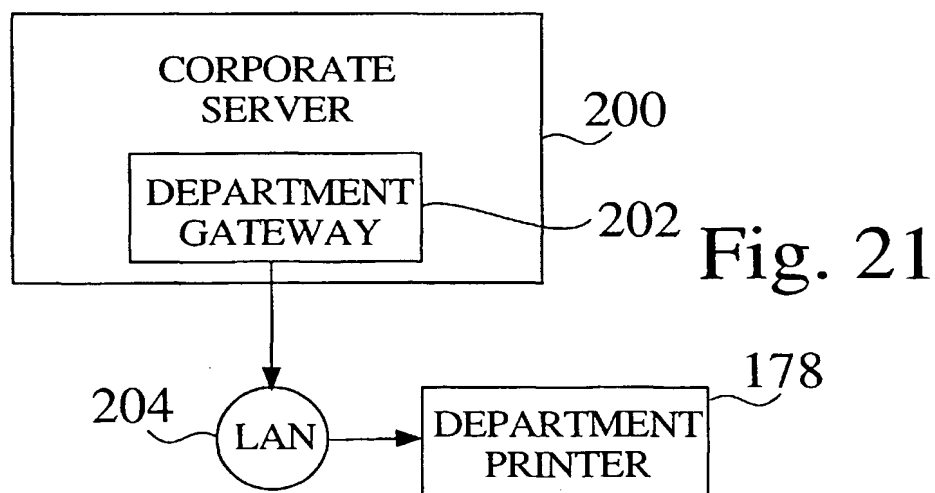 CORPORATE
SERVER
200
DEPARTMENT
GATEWAY
202
Fig. 21
204
LAN
178
DEPARTMENT
PRINTER